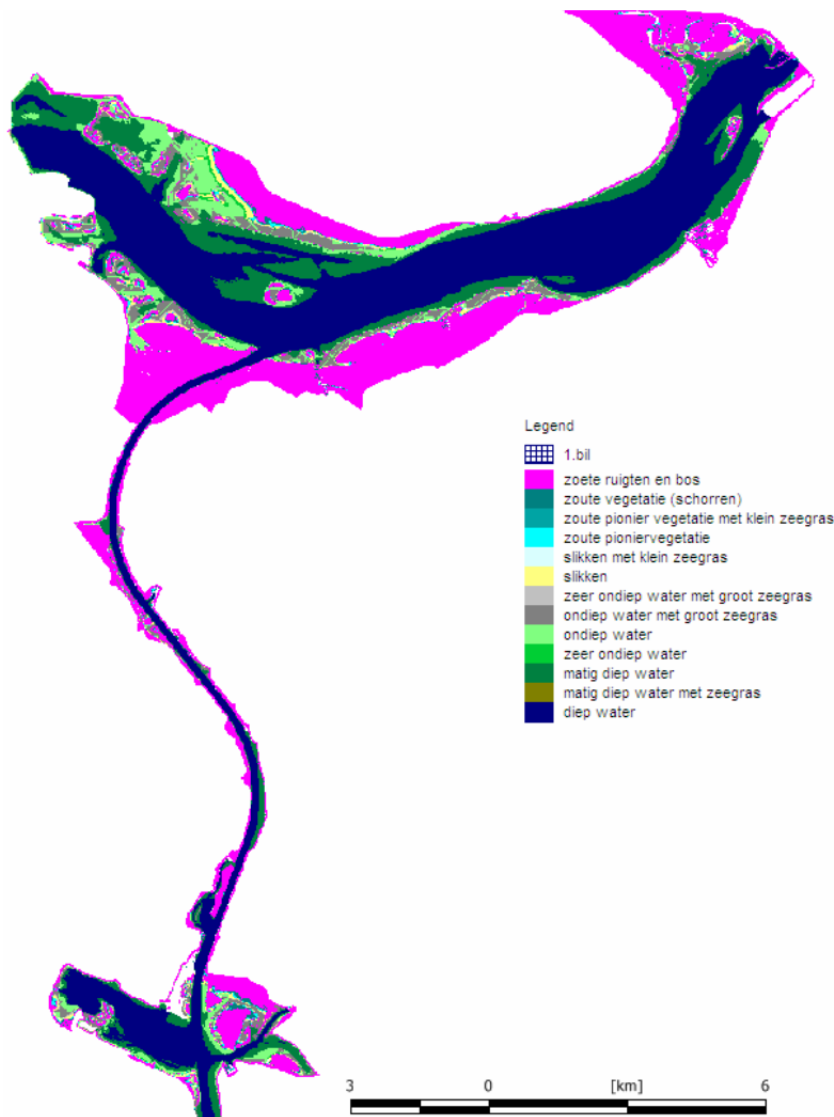 Legend
1.bil
zoete ruigten en bos
zoute vegetatie (schorren)
zoute pionier vegetatie met klein zeegras
zoute pioniervegetatie
slikken met klein zeegras
slikken
zeer ondiep water met groot zeegras
ondiep water met groot zeegras
ondiep water
zeer ondiep water
matig diep water
matig diep water met zeegras
diep water
3 0 [km] 6